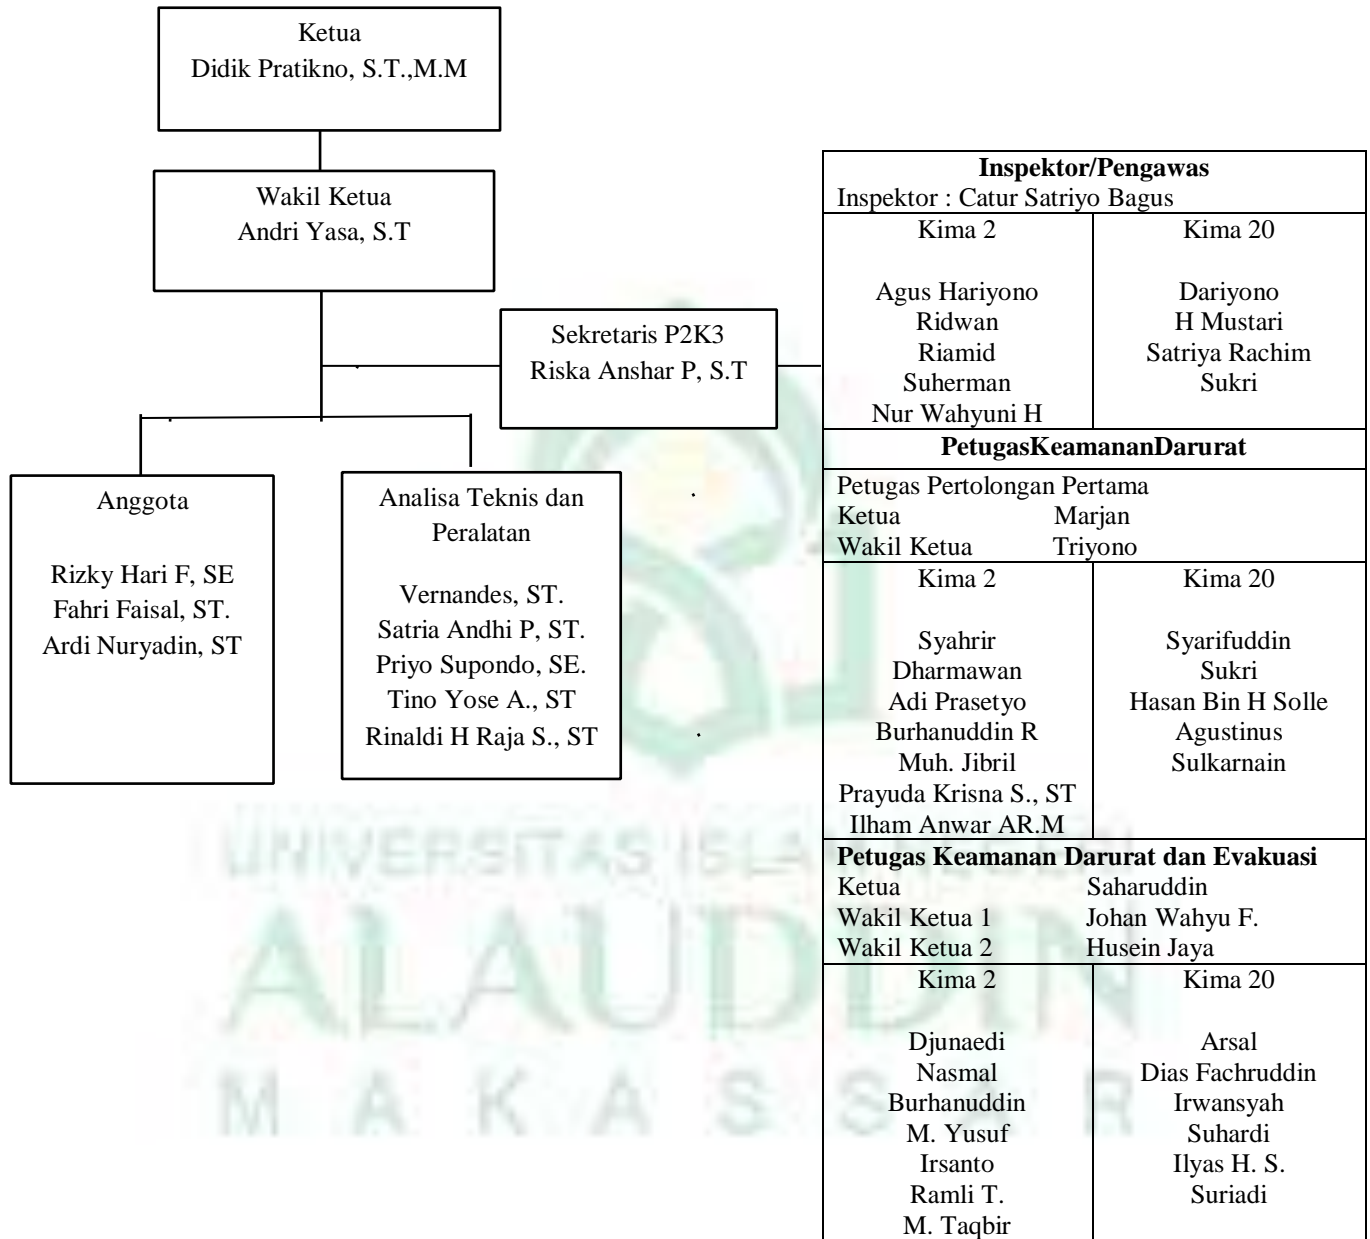 Ketua
Didik Pratikno, S.T.,M.M
Wakil Ketua
Andri Yasa, S.T
Sekretaris P2K3
Riska Anshar P, S.T
Anggota
Rizky Hari F, SE
Fahri Faisal, ST.
Ardi Nuryadin, ST
Analisa Teknis dan
Peralatan
Vernandes, ST.
Satria Andhi P, ST.
Priyo Supondo, SE.
Tino Yose A., ST
Rinaldi H Raja S., ST
Inspektor/Pengawas
Inspektor : Catur Satriyo Bagus
Kima 2
Agus Hariyono
Ridwan
Riamid
Suherman
Nur Wahyuni H
Kima 20
Dariyono
H Mustari
Satriya Rachim
Sukri
PetugasKeamananDarurat
Petugas Pertolongan Pertama
Ketua Marjan
Wakil Ketua Triyono
Kima 2
Syahrir
Dharmawan
Adi Prasetyo
Burhanuddin R
Muh. Jibril
Prayuda Krisna S., ST
Ilham Anwar AR.M
Kima 20
Syarifuddin
Sukri
Hasan Bin H Solle
Agustinus
Sulkarnain
Petugas Keamanan Darurat dan Evakuasi
Ketua Saharuddin
Wakil Ketua 1 Johan Wahyu F.
Wakil Ketua 2 Husein Jaya
Kima 2
Djunaedi
Nasmal
Burhanuddin
M. Yusuf
Irsanto
Ramli T.
M. Taqbir
Kima 20
Arsal
Dias Fachruddin
Irwansyah
Suhardi
Ilyas H. S.
Suriadi
UNIVERSITAS ISLAM NEGERI
ALAUDDIN
MAKASSAR